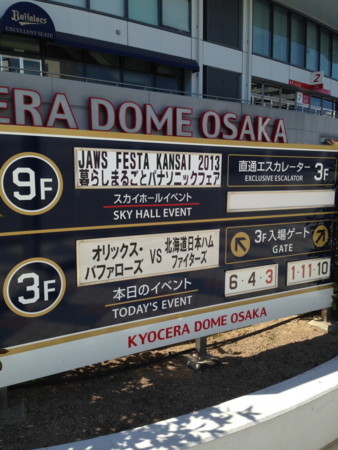 Buffaloes
EXCELLENT SUITE
2
CERA DOME OSAKA
9F
JAWS FESTA KANSAI 2013
暮らしまるごとパナソニックフェア
スカイホールイベント
SKY HALL EVENT
直通エスカレーター 3F
EXCLUSIVE ESCALATOR
3F
オリックス・バファローズ VS 北海道日本ハムファイターズ
本日のイベント
TODAY'S EVENT
3F入場ゲート
GATE
6・4・3
1・11・10
KYOCERA DOME OSAKA